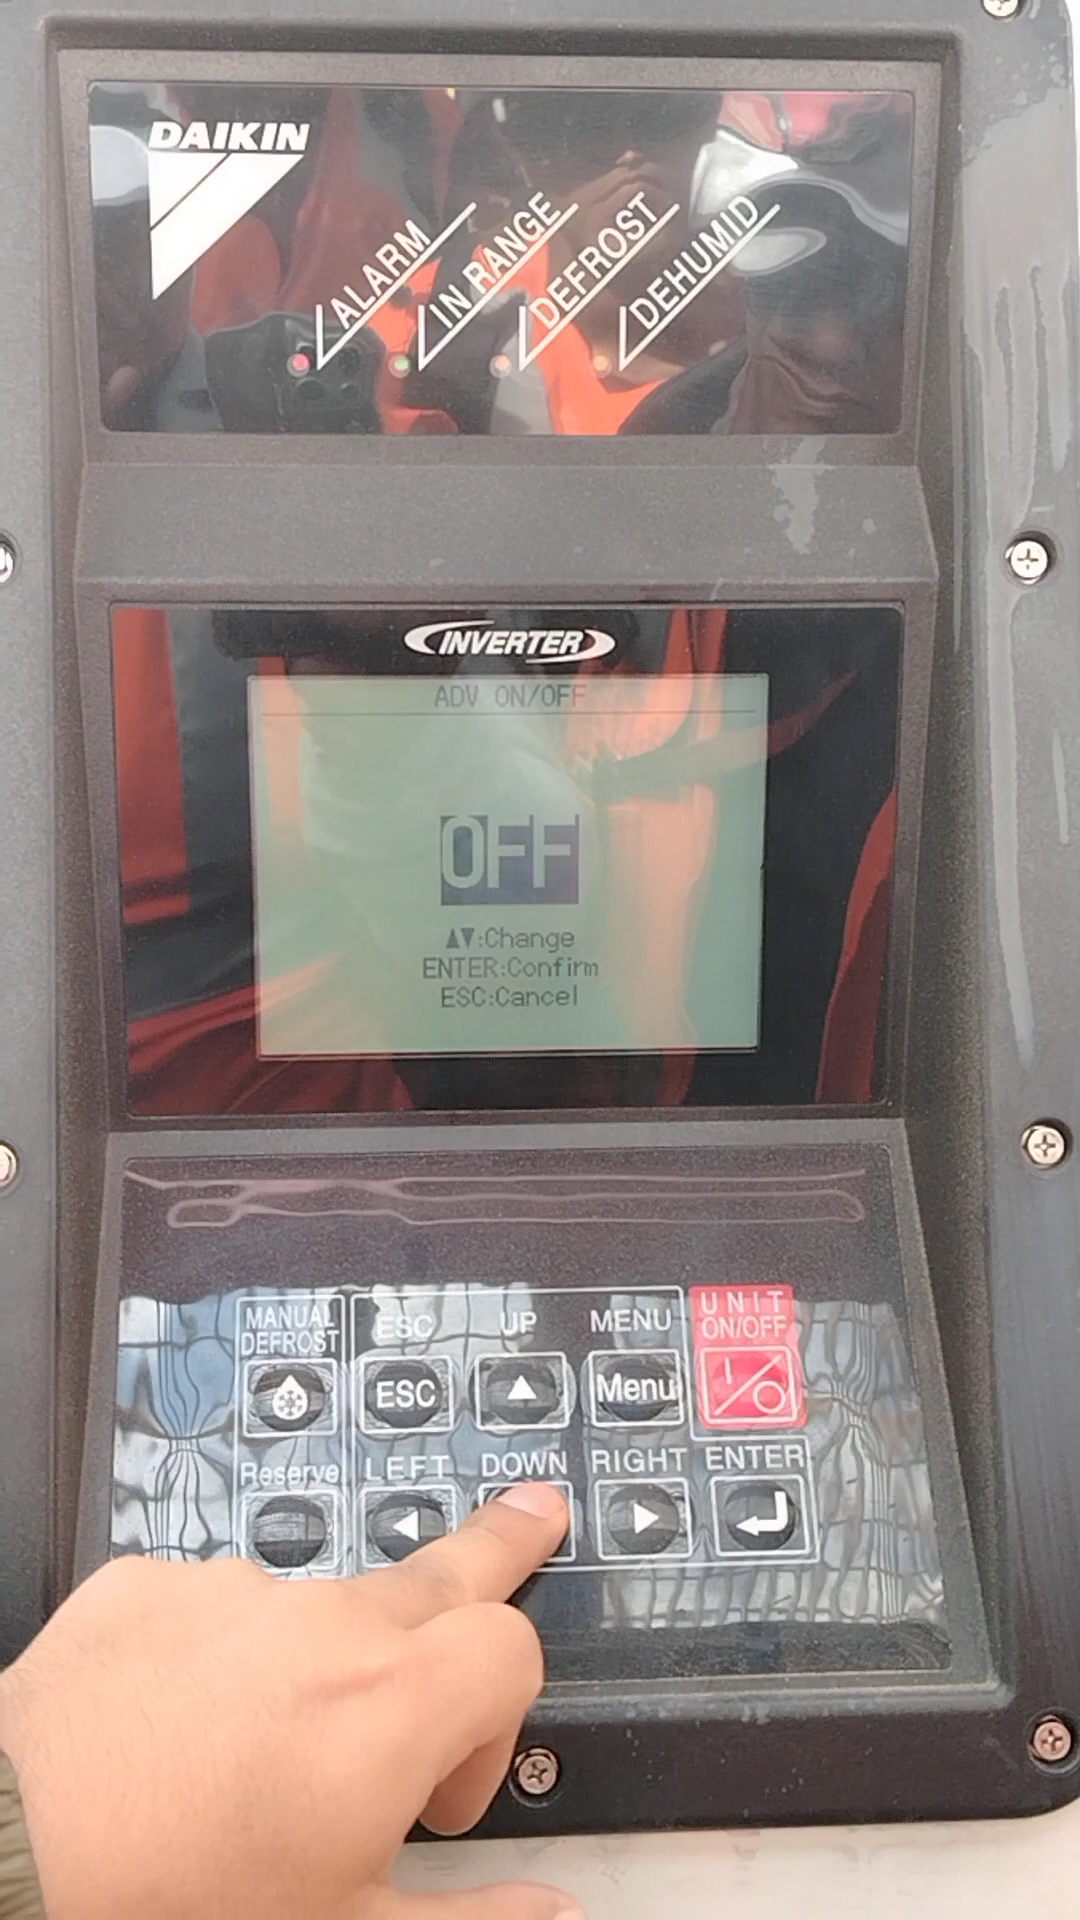 DAIKIN
ALARM
IN RANGE
DEFROST
DEHUMID
INVERTER
ADV ON/OFF
OFF
▲▼:Change
ENTER:Confirm
ESC:Cancel
MANUAL
DEFROST
ESC
UP
MENU
UNIT
ON/OFF
ESC
Menu
Reserve
LEFT
DOWN
RIGHT
ENTER